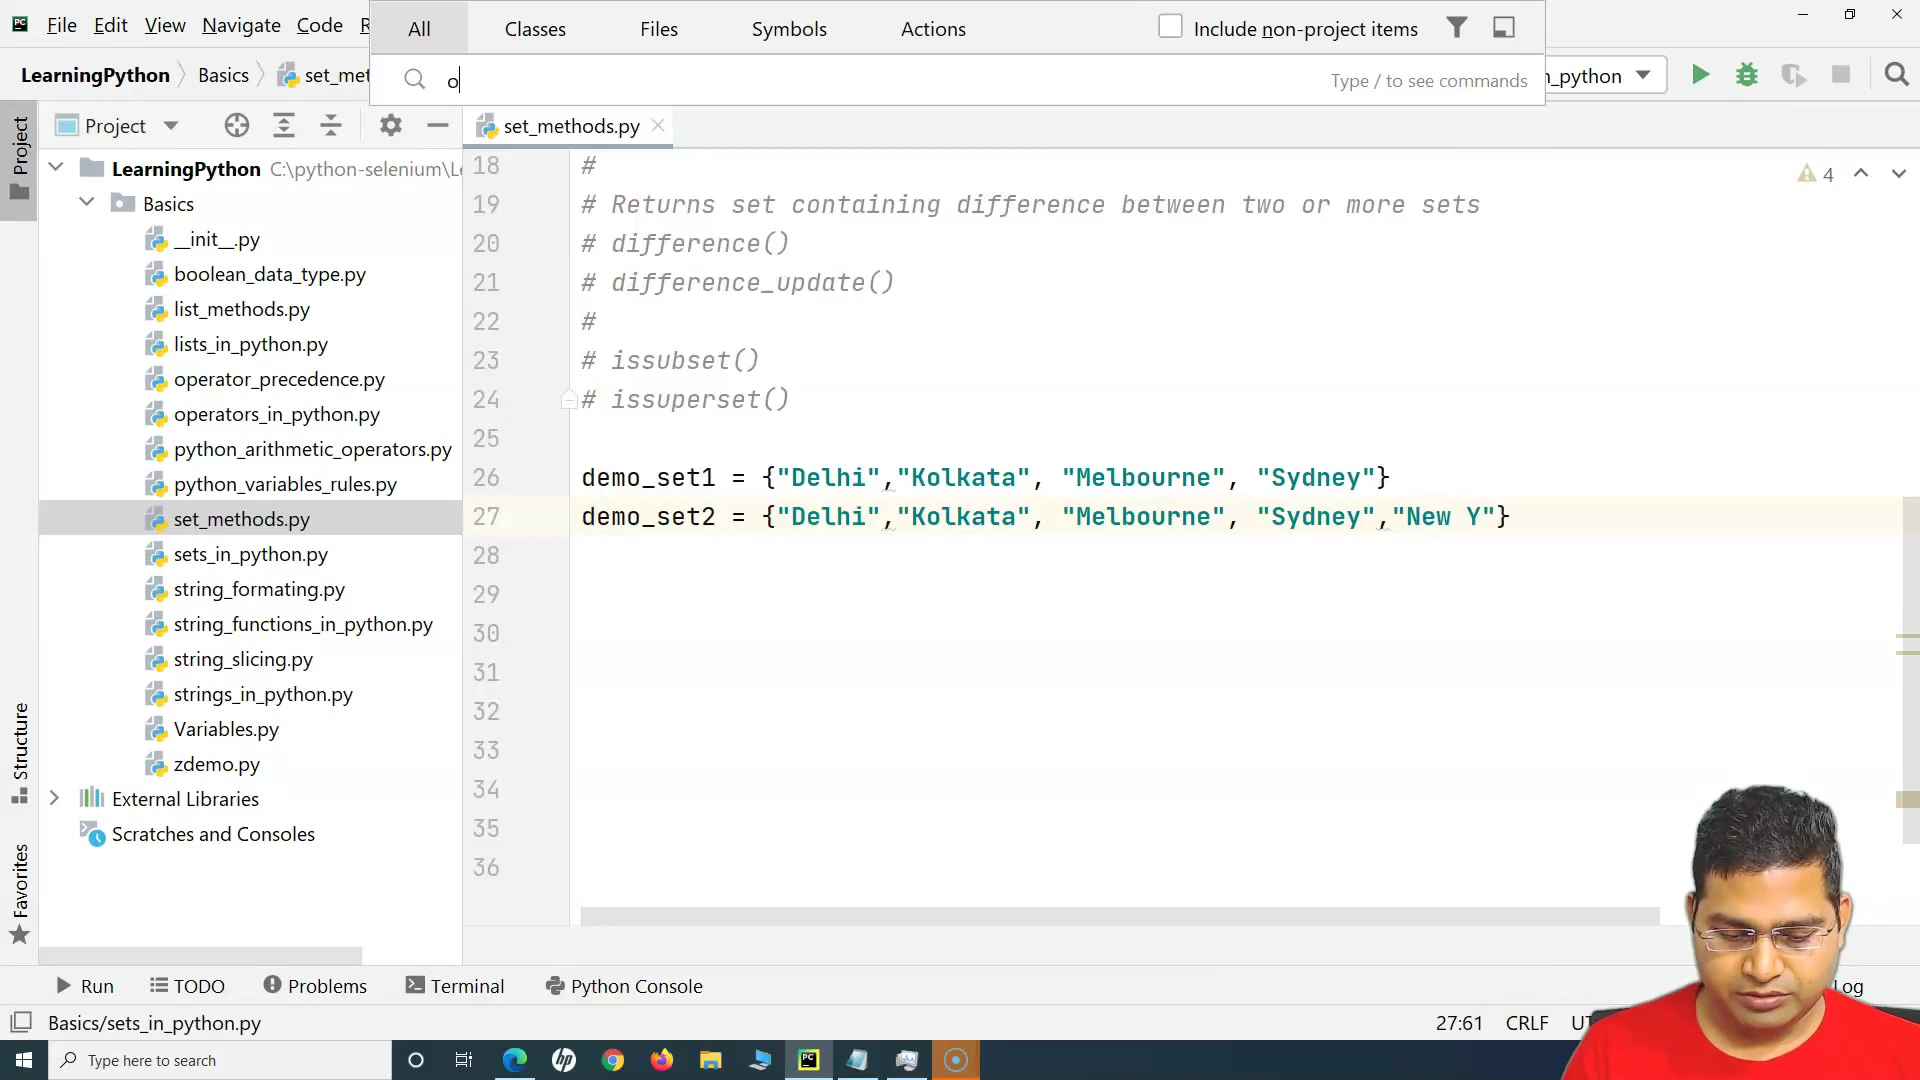 File Edit View Navigate Code R
All Classes Files Symbols Actions Include non-project items
o Type / to see commands
LearningPython Basics set_met
n_python
Project
set_methods.py
LearningPython C:\python-selenium\L
Basics
__init__.py
boolean_data_type.py
list_methods.py
lists_in_python.py
operator_precedence.py
operators_in_python.py
python_arithmetic_operators.py
python_variables_rules.py
set_methods.py
sets_in_python.py
string_formating.py
string_functions_in_python.py
string_slicing.py
strings_in_python.py
Variables.py
zdemo.py
External Libraries
Scratches and Consoles
Project
Structure
Favorites
18 #
19 # Returns set containing difference between two or more sets
20 # difference()
21 # difference_update()
22 #
23 # issubset()
24 # issuperset()
25
26 demo_set1 = {"Delhi","Kolkata", "Melbourne", "Sydney"}
27 demo_set2 = {"Delhi","Kolkata", "Melbourne", "Sydney","New Y"}
28
29
30
31
32
33
34
35
36
4
Run TODO Problems Terminal Python Console Log
Basics/sets_in_python.py 27:61 CRLF UT
Type here to search
hp
PC
PC